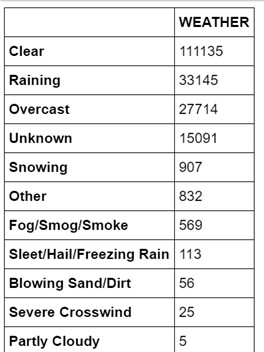 WEATHER
Clear 111135
Raining 33145
Overcast 27714
Unknown 15091
Snowing 907
Other 832
Fog/Smog/Smoke 569
Sleet/Hail/Freezing Rain 113
Blowing Sand/Dirt 56
Severe Crosswind 25
Partly Cloudy 5